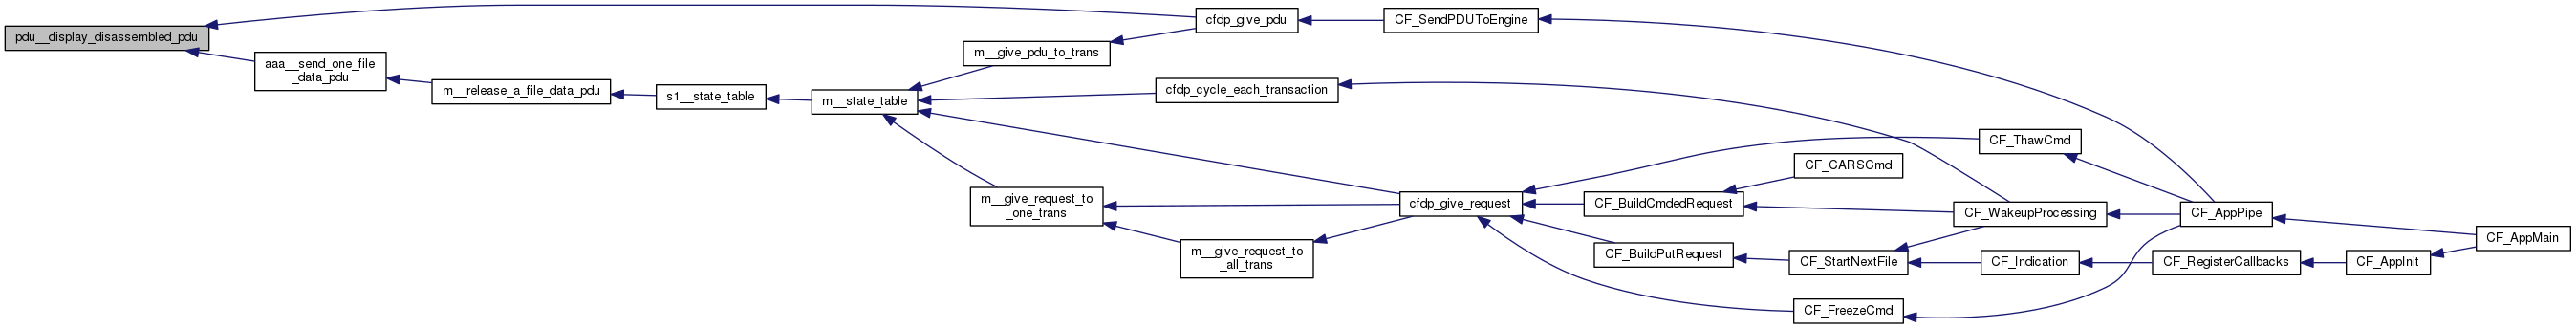 pdu__display_disassembled_pdu
aaa__send_one_file
_data_pdu
m__release_a_file_data_pdu
s1__state_table
m__state_table
m__give_pdu_to_trans
cfdp_give_pdu
CF_SendPDUToEngine
cfdp_cycle_each_transaction
m__give_request_to
_one_trans
m__give_request_to
_all_trans
cfdp_give_request
CF_ThawCmd
CF_CARSCmd
CF_BuildCmdedRequest
CF_BuildPutRequest
CF_StartNextFile
CF_FreezeCmd
CF_WakeupProcessing
CF_Indication
CF_AppPipe
CF_RegisterCallbacks
CF_AppInit
CF_AppMain